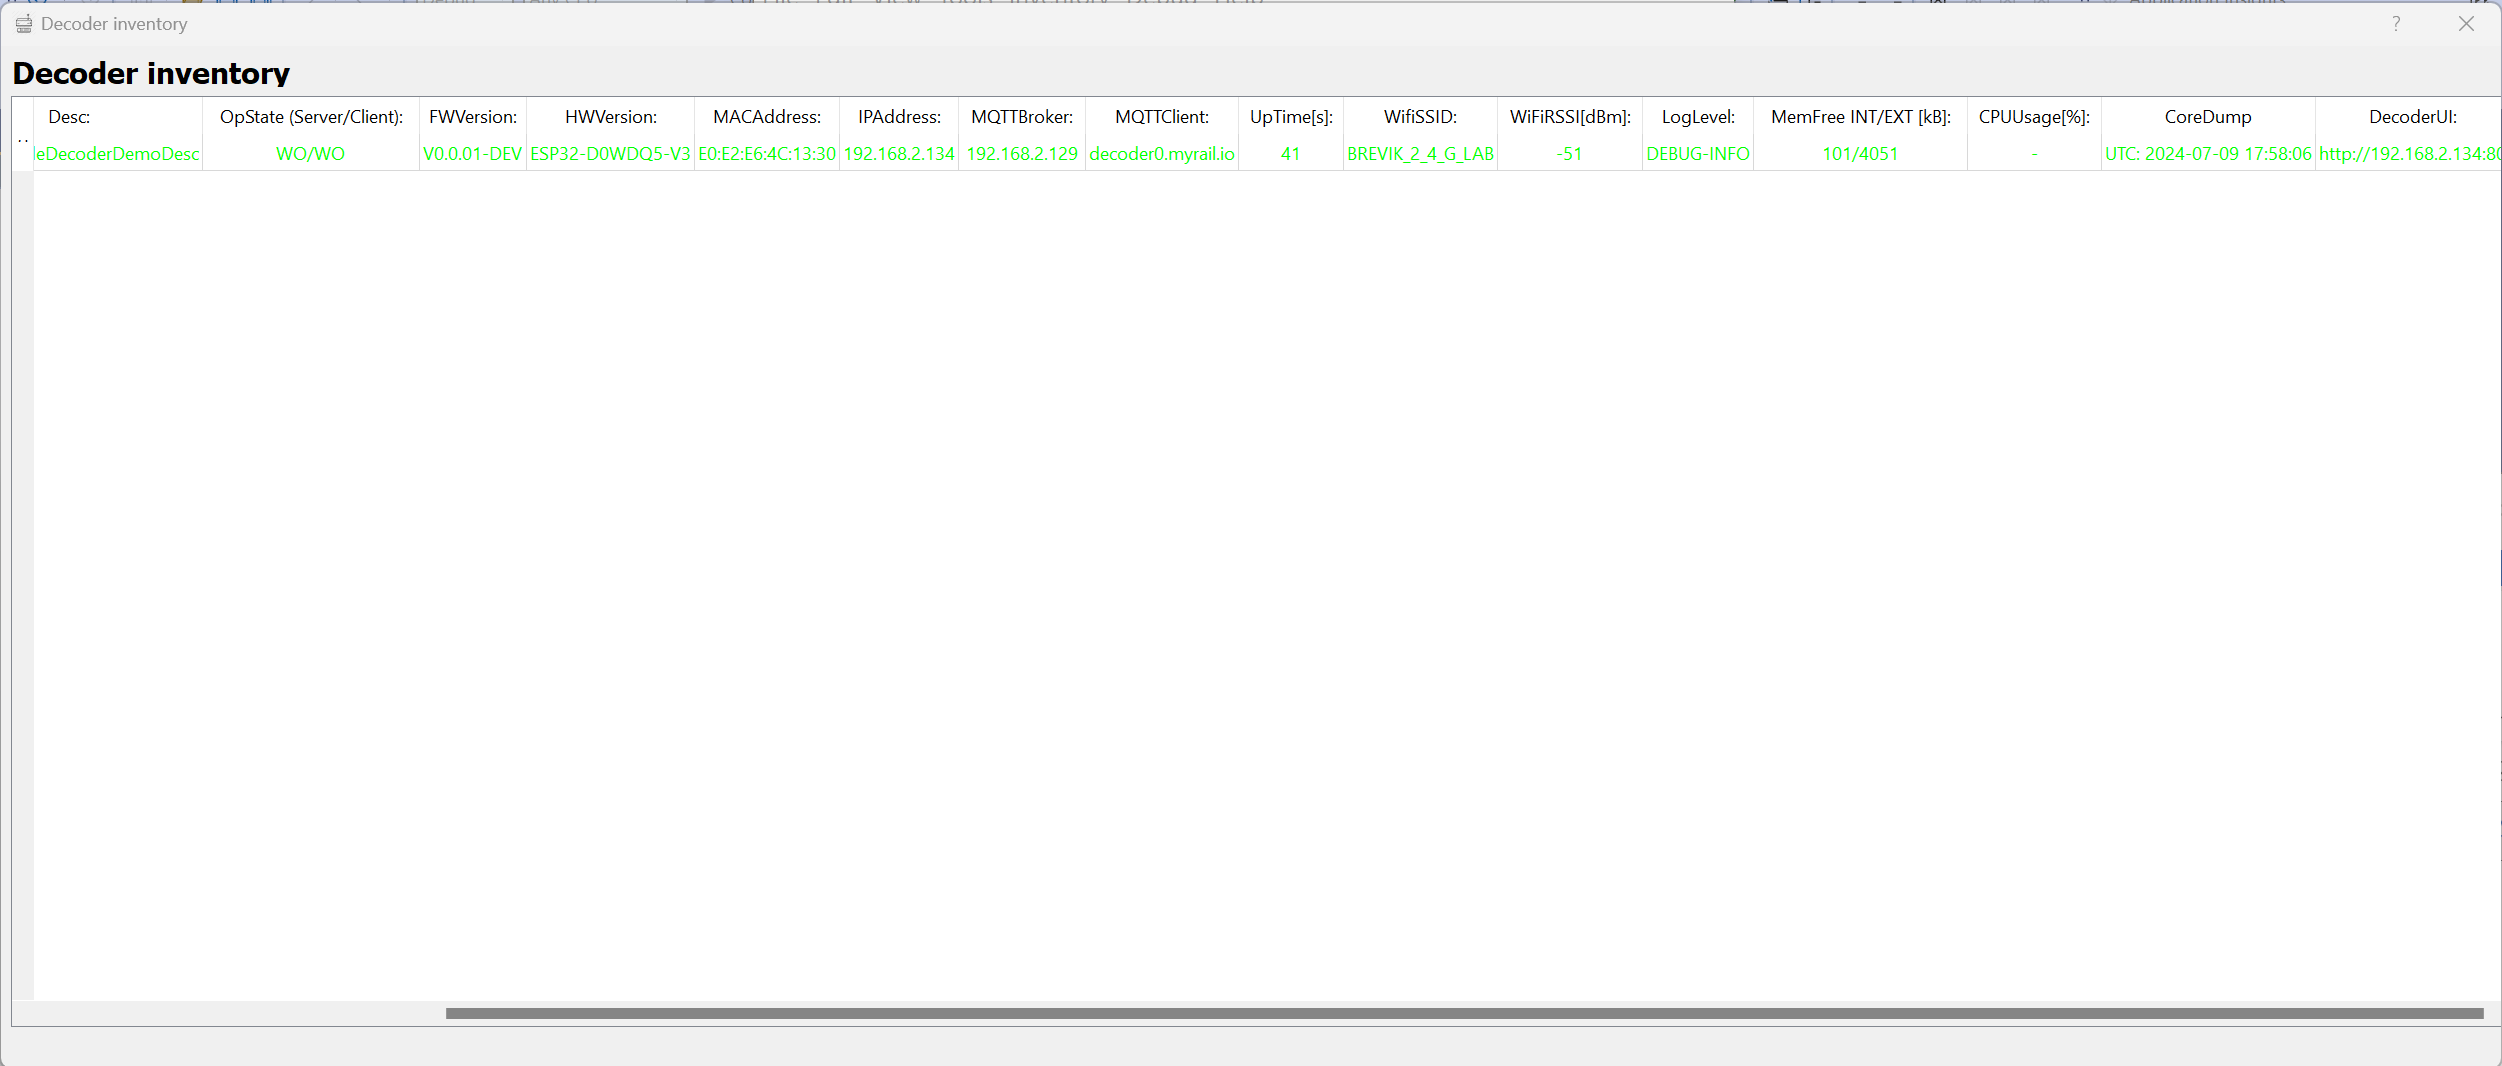 Decoder inventory
?
Decoder inventory
.. Desc: OpState (Server/Client): FWVersion: HWVersion: MACAddress: IPAddress: MQTTBroker: MQTTClient: UpTime[s]: WifiSSID: WiFiRSSI[dBm]: LogLevel: MemFree INT/EXT [kB]: CPUUsage[%]: CoreDump DecoderUI:
eDecoderDemoDesc WO/WO V0.0.01-DEV ESP32-D0WDQ5-V3 E0:E2:E6:4C:13:30 192.168.2.134 192.168.2.129 decoder0.myrail.io 41 BREVIK_2_4_G_LAB -51 DEBUG-INFO 101/4051 - UTC: 2024-07-09 17:58:06 http://192.168.2.134:80